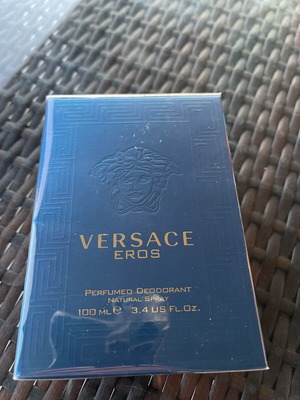 VERSACE
EROS
PERFUMED DEODORANT
NATURAL SPRAY
100 ML℮ 3.4 US FL.OZ.